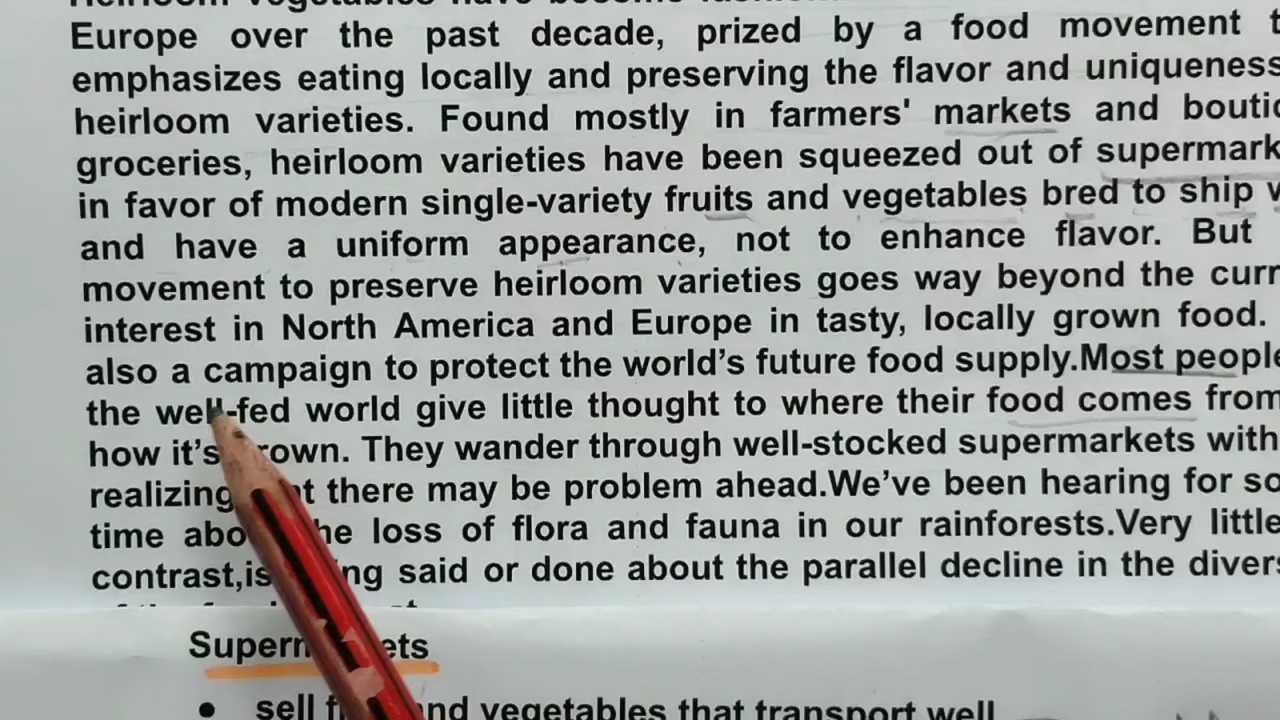 Europe over the past decade, prized by a food movement
emphasizes eating locally and preserving the flavor and uniqueness
heirloom varieties. Found mostly in farmers' markets and
groceries, heirloom varieties have been squeezed out of
in favor of modern single-variety fruits and vegetables bred to ship
and have a uniform appearance, not to enhance flavor. But
movement to preserve heirloom varieties goes way beyond the
interest in North America and Europe in tasty, locally grown food.
also a campaign to protect the world's future food supply.Most
the well-fed world give little thought to where their food comes from
how it's They wander through well-stocked supermarkets
realizing there may be problem ahead.We've been hearing for
time loss of flora and fauna in our rainforests.Very little
contrast, said or done about the parallel decline in the
sell vegetables that transport well